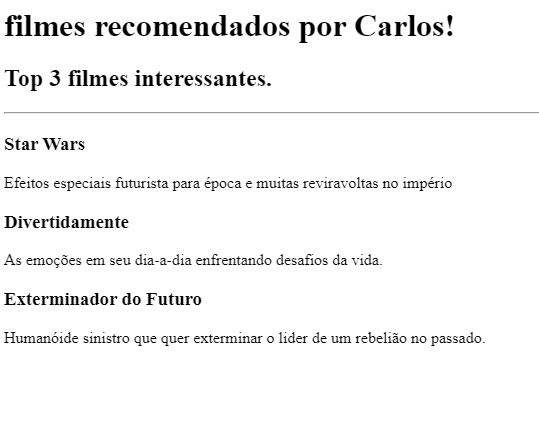 filmes recomendados por Carlos!
Top 3 filmes interessantes.
Star Wars
Efeitos especiais futurista para época e muitas reviravoltas no império
Divertidamente
As emoções em seu dia-a-dia enfrentando desafios da vida.
Exterminador do Futuro
Humanóide sinistro que quer exterminar o lider de um rebelião no passado.